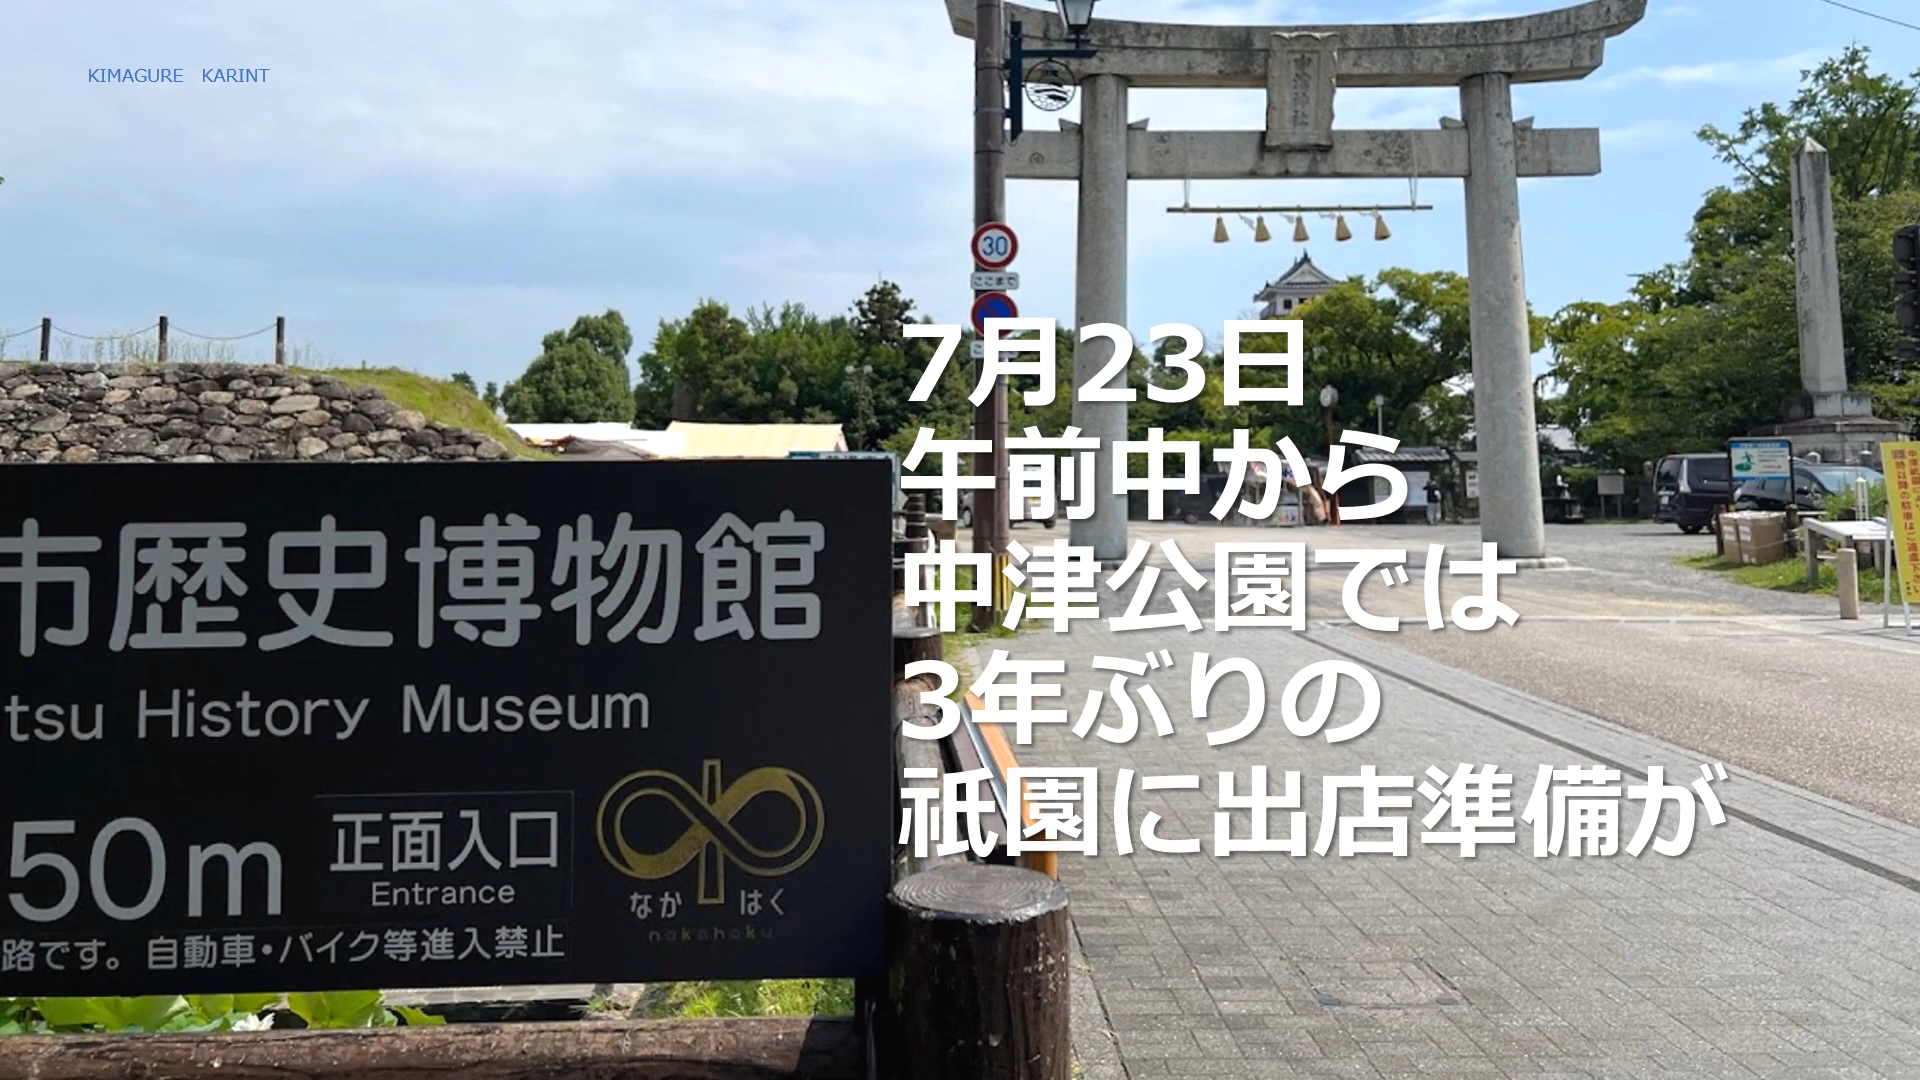 KIMAGURE　KARINT
30
ここまで
7月23日
午前中から
中津公園では
3年ぶりの
祇園に出店準備が
市歴史博物館
tsu History Museum
50m
正面入口
Entrance
なかはく
nakahaku
路です。自動車・バイク等進入禁止